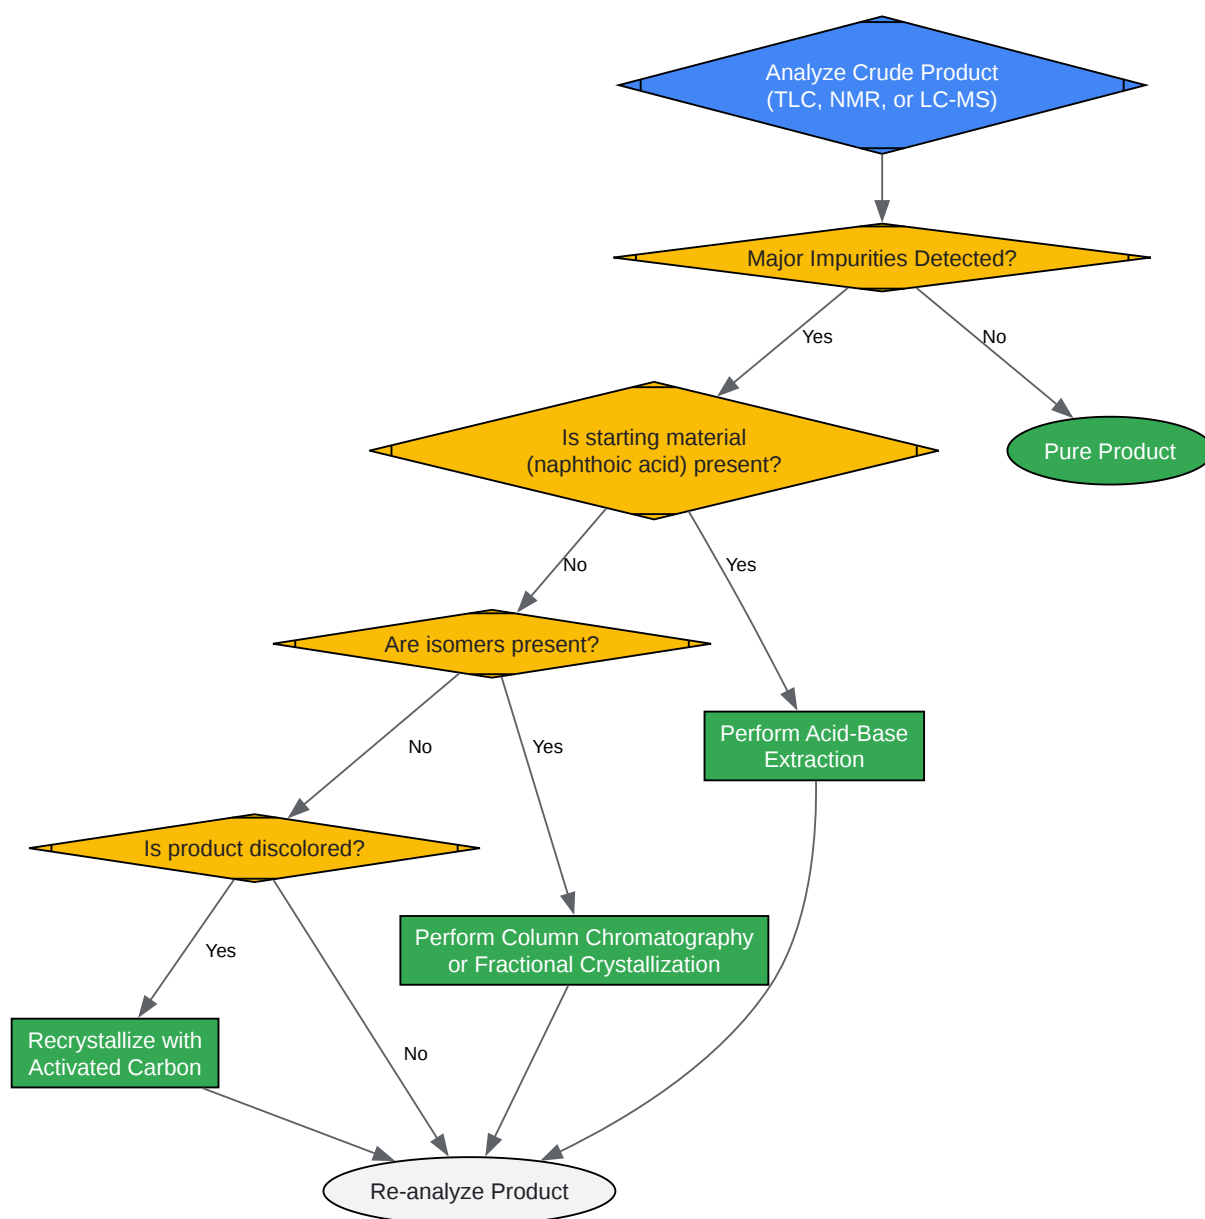 Analyze Crude Product
(TLC, NMR, or LC-MS)
Major Impurities Detected?
Yes
No
Is starting material
(naphthoic acid) present?
Pure Product
No
Yes
Are isomers present?
Perform Acid-Base
Extraction
No
Yes
Is product discolored?
Perform Column Chromatography
or Fractional Crystallization
Yes
Recrystallize with
Activated Carbon
No
Re-analyze Product